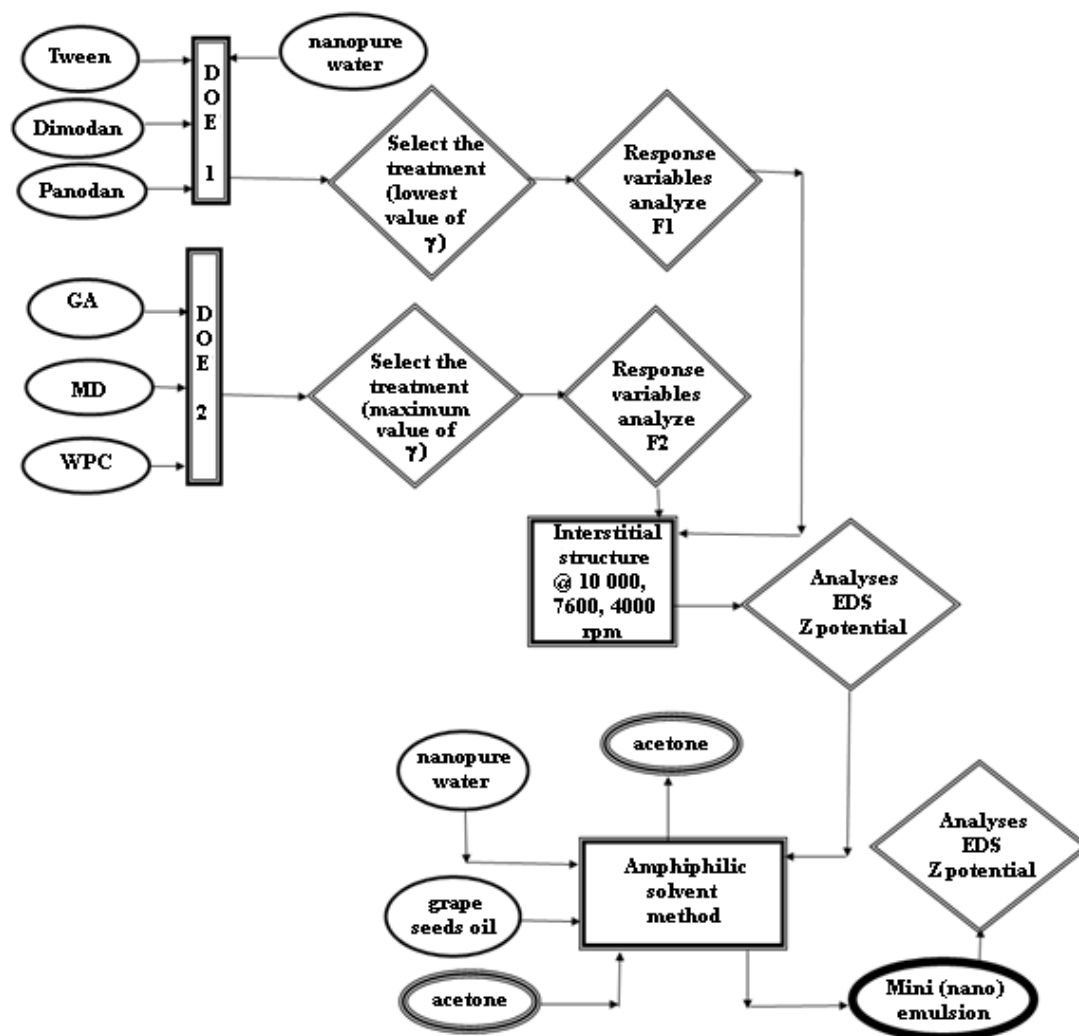 Tween
nanopure
water
Dimodan
Panodan
D
O
E
1
Select the
treatment
(lowest
value of
γ)
Response
variables
analyze
F1
GA
MD
WPC
D
O
E
2
Select the
treatment
(maximum
value of
γ)
Response
variables
analyze
F2
Interstitial
structure
@ 10 000,
7600, 4000
rpm
Analyses
EDS
Z potential
acetone
nanopure
water
grape
seeds oil
acetone
Amphiphilic
solvent
method
Analyses
EDS
Z potential
Mini (nano)
emulsion